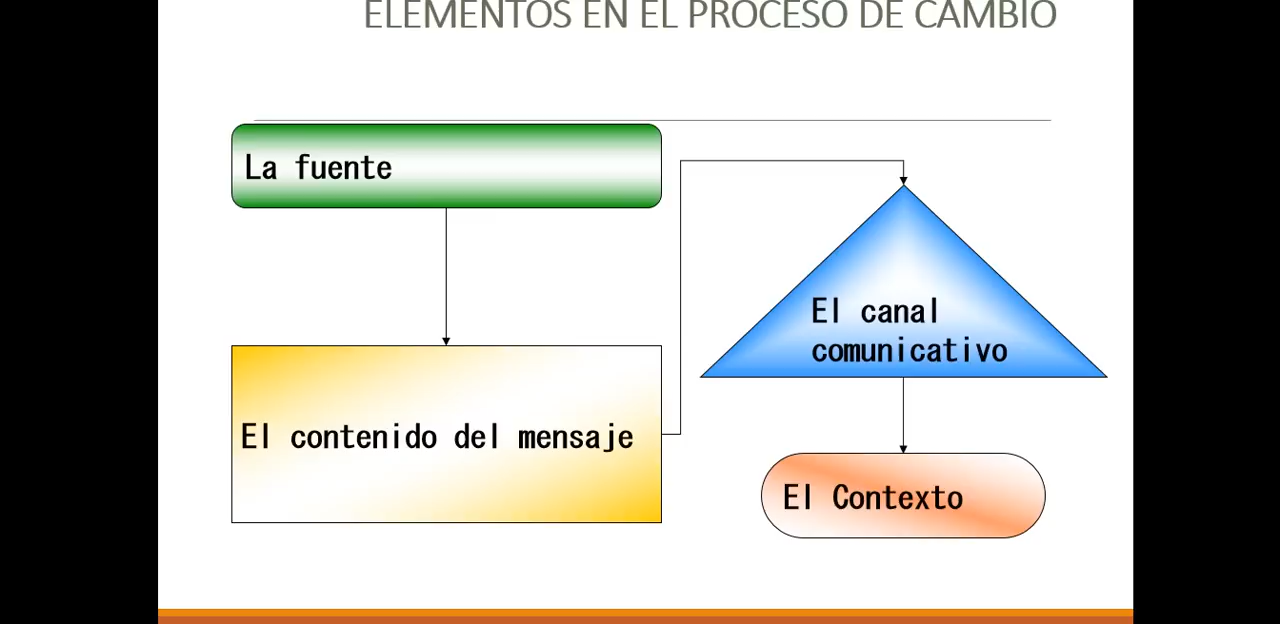 ELEMENTOS EN EL PROCESO DE CAMBIO
La fuente
El contenido del mensaje
El canal
comunicativo
El Contexto